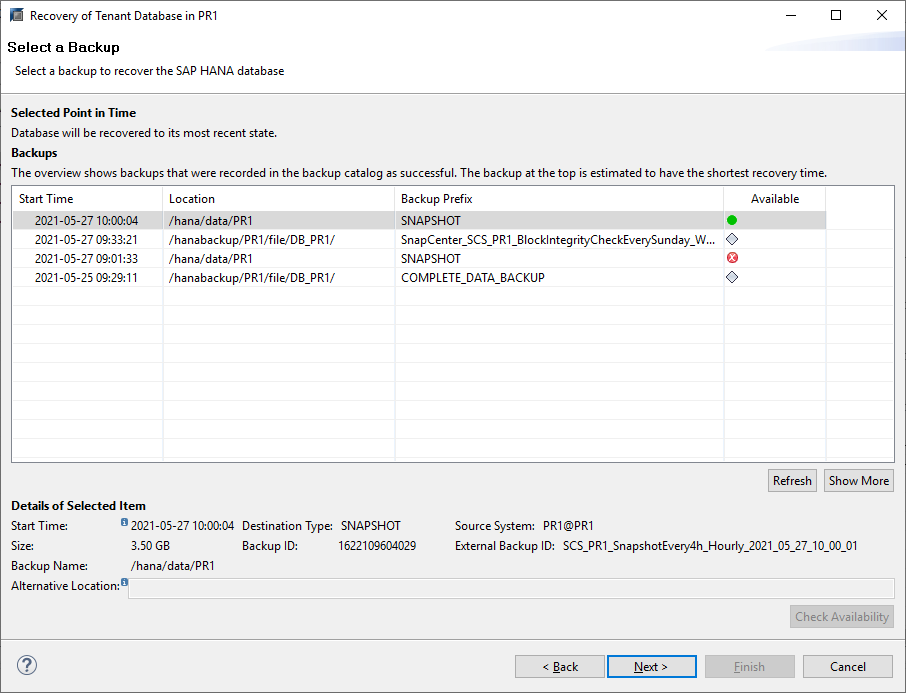 Recovery of Tenant Database in PR1
Select a Backup
Select a backup to recover the SAP HANA database
Selected Point in Time
Database will be recovered to its most recent state.
Backups
The overview shows backups that were recorded in the backup catalog as successful. The backup at the top is estimated to have the shortest recovery time.
Start Time Location Backup Prefix Available
2021-05-27 10:00:04 /hana/data/PR1 SNAPSHOT
2021-05-27 09:33:21 /hanabackup/PR1/file/DB_PR1/ SnapCenter_SCS_PR1_BlockIntegrityCheckEverySunday_W...
2021-05-27 09:01:33 /hana/data/PR1 SNAPSHOT
2021-05-25 09:29:11 /hanabackup/PR1/file/DB_PR1/ COMPLETE_DATA_BACKUP
Refresh Show More
Details of Selected Item
Start Time: 2021-05-27 10:00:04 Destination Type: SNAPSHOT Source System: PR1@PR1
Size: 3.50 GB Backup ID: 1622109604029 External Backup ID: SCS_PR1_SnapshotEvery4h_Hourly_2021_05_27_10_00_01
Backup Name: /hana/data/PR1
Alternative Location:
Check Availability
? < Back Next > Finish Cancel